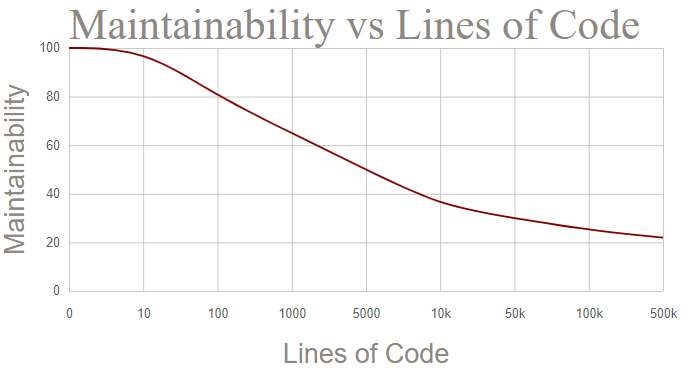 Maintainability vs Lines of Code
Maintainability
100
80
60
40
20
0
0 10 100 1000 5000 10k 50k 100k 500k
Lines of Code